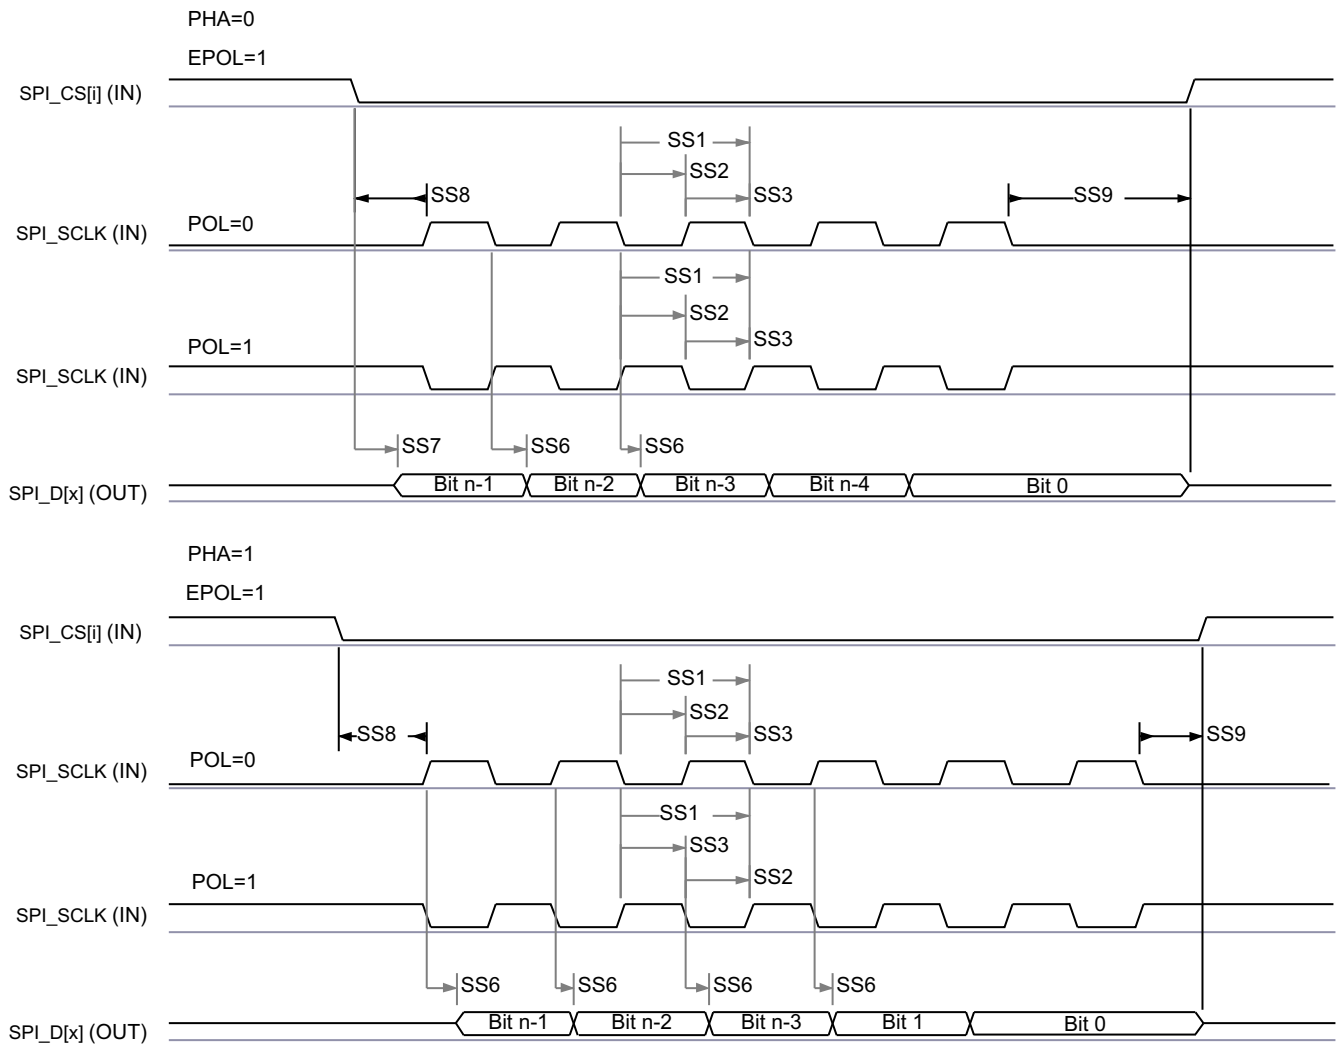 PHA=0
EPOL=1
SPI_CS[i] (IN)
SS1
SS2
SS8
SS3
SS9
POL=0
SPI_SCLK (IN)
SS1
SS2
SS3
POL=1
SPI_SCLK (IN)
SS7
SS6
SS6
SPI_D[x] (OUT)
Bit n-1
Bit n-2
Bit n-3
Bit n-4
Bit 0
PHA=1
EPOL=1
SPI_CS[i] (IN)
SS1
SS2
SS8
SS3
SS9
POL=0
SPI_SCLK (IN)
SS1
SS3
SS2
POL=1
SPI_SCLK (IN)
SS6
SS6
SS6
SS6
SPI_D[x] (OUT)
Bit n-1
Bit n-2
Bit n-3
Bit 1
Bit 0